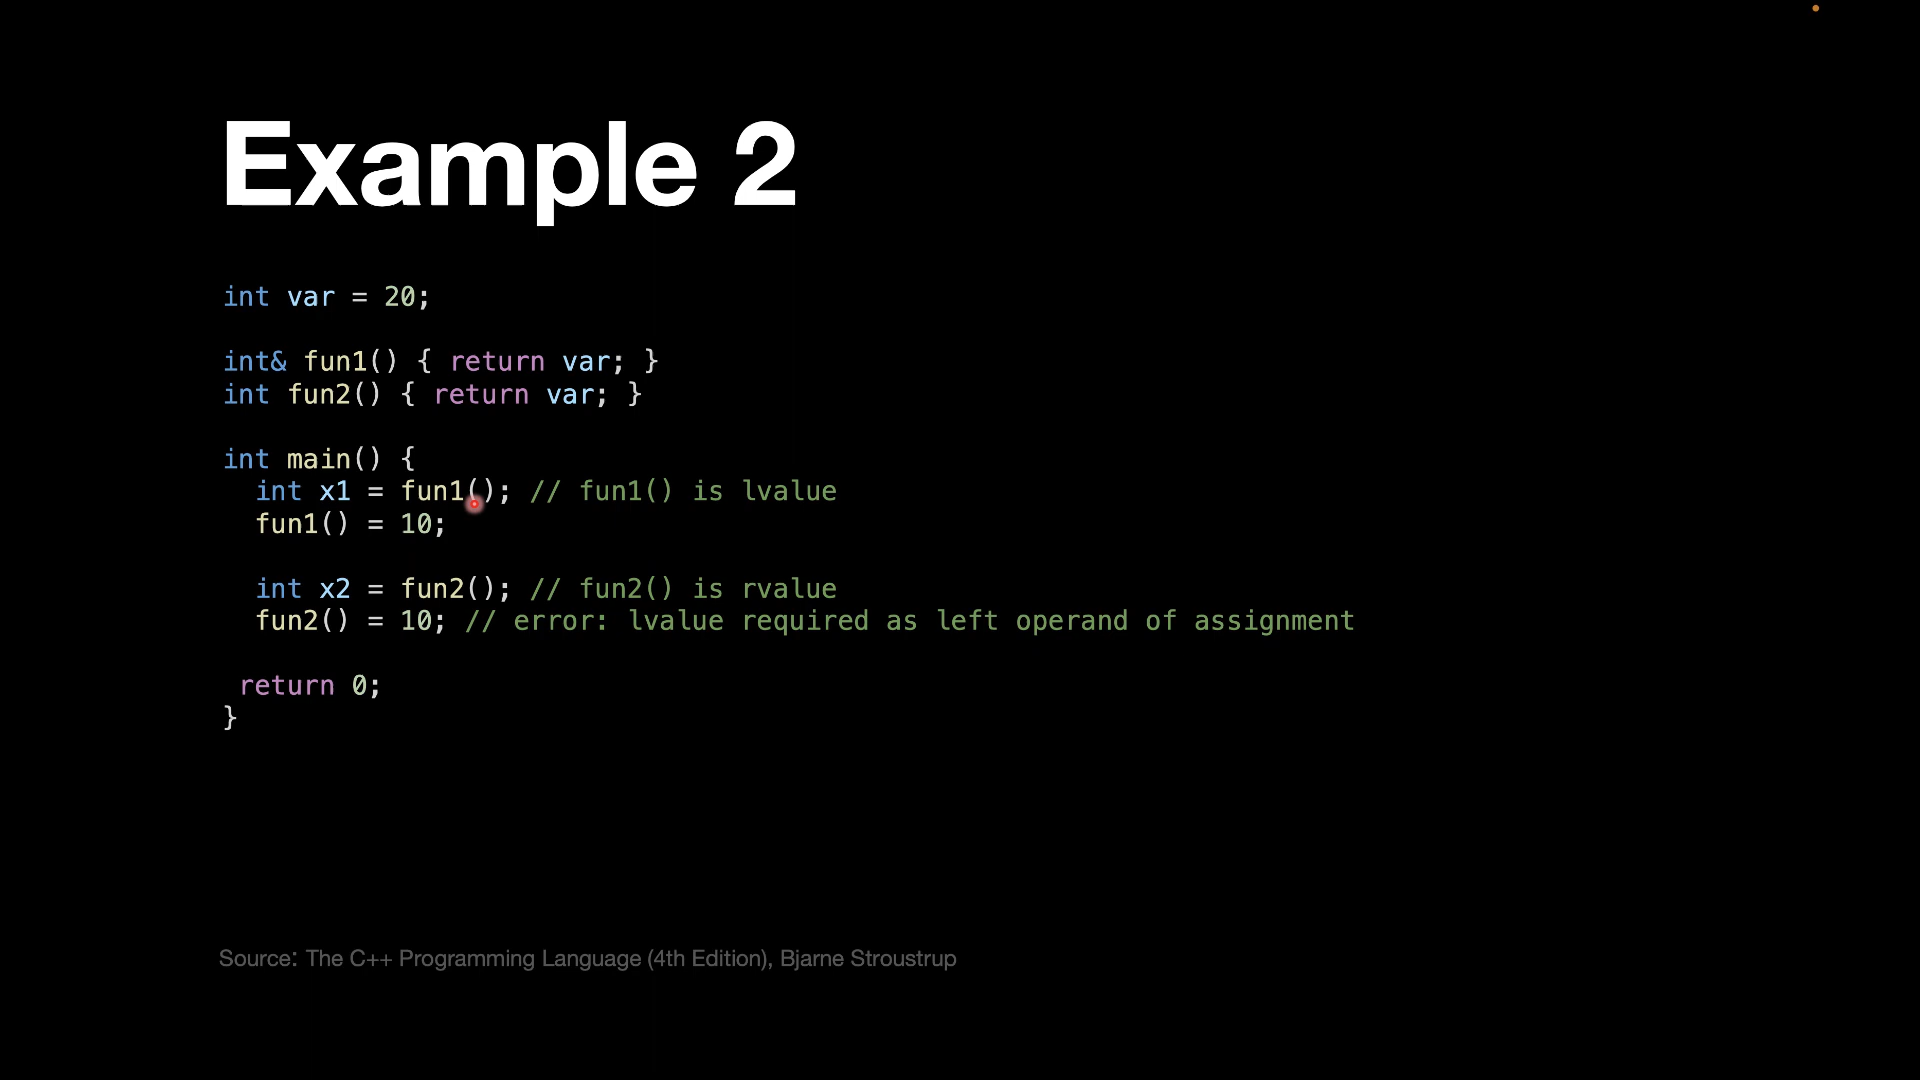 Example 2
int var = 20;
int& fun1() { return var; }
int fun2() { return var; }
int main() {
int x1 = fun1(); // fun1() is lvalue
fun1() = 10;
int x2 = fun2(); // fun2() is rvalue
fun2() = 10; // error: lvalue required as left operand of assignment
return 0;
}
Source: The C++ Programming Language (4th Edition), Bjarne Stroustrup